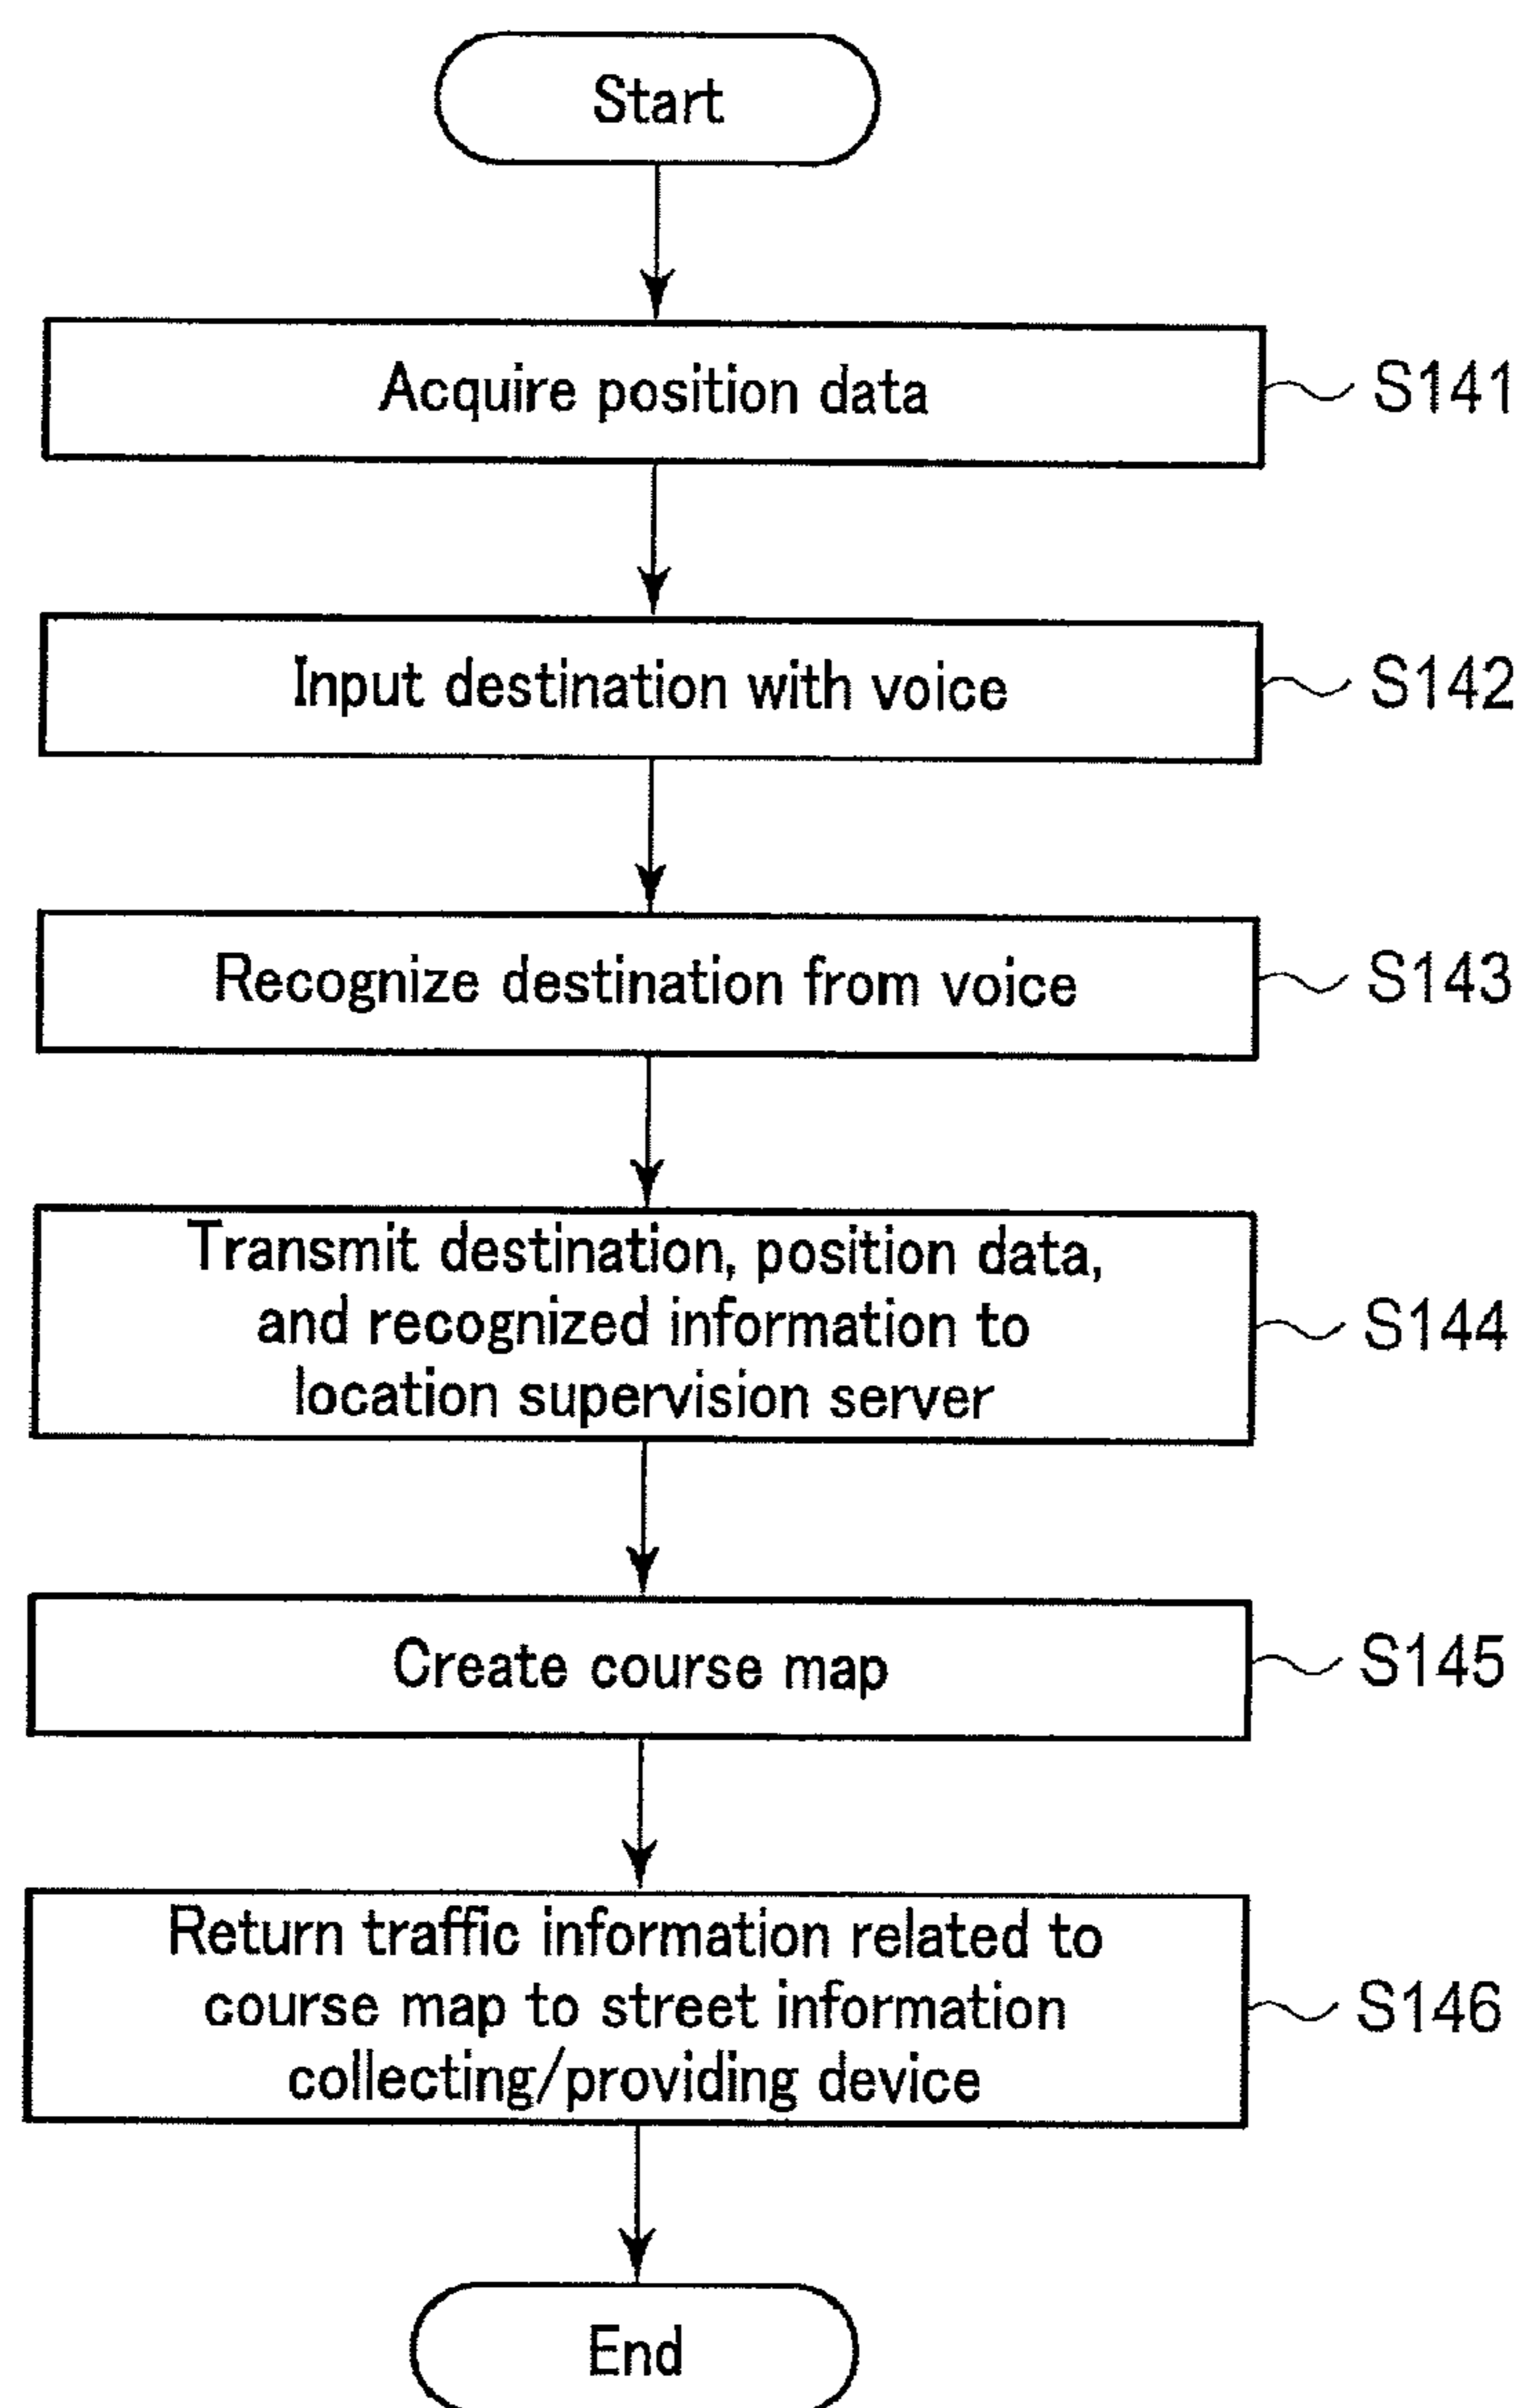 Start
Acquire position data
S141
Input destination with voice
S142
Recognize destination from voice
S143
Transmit destination, position data,
and recognized information to
location supervision server
S144
Create course map
S145
Return traffic information related to
course map to street information
collecting/providing device
S146
End